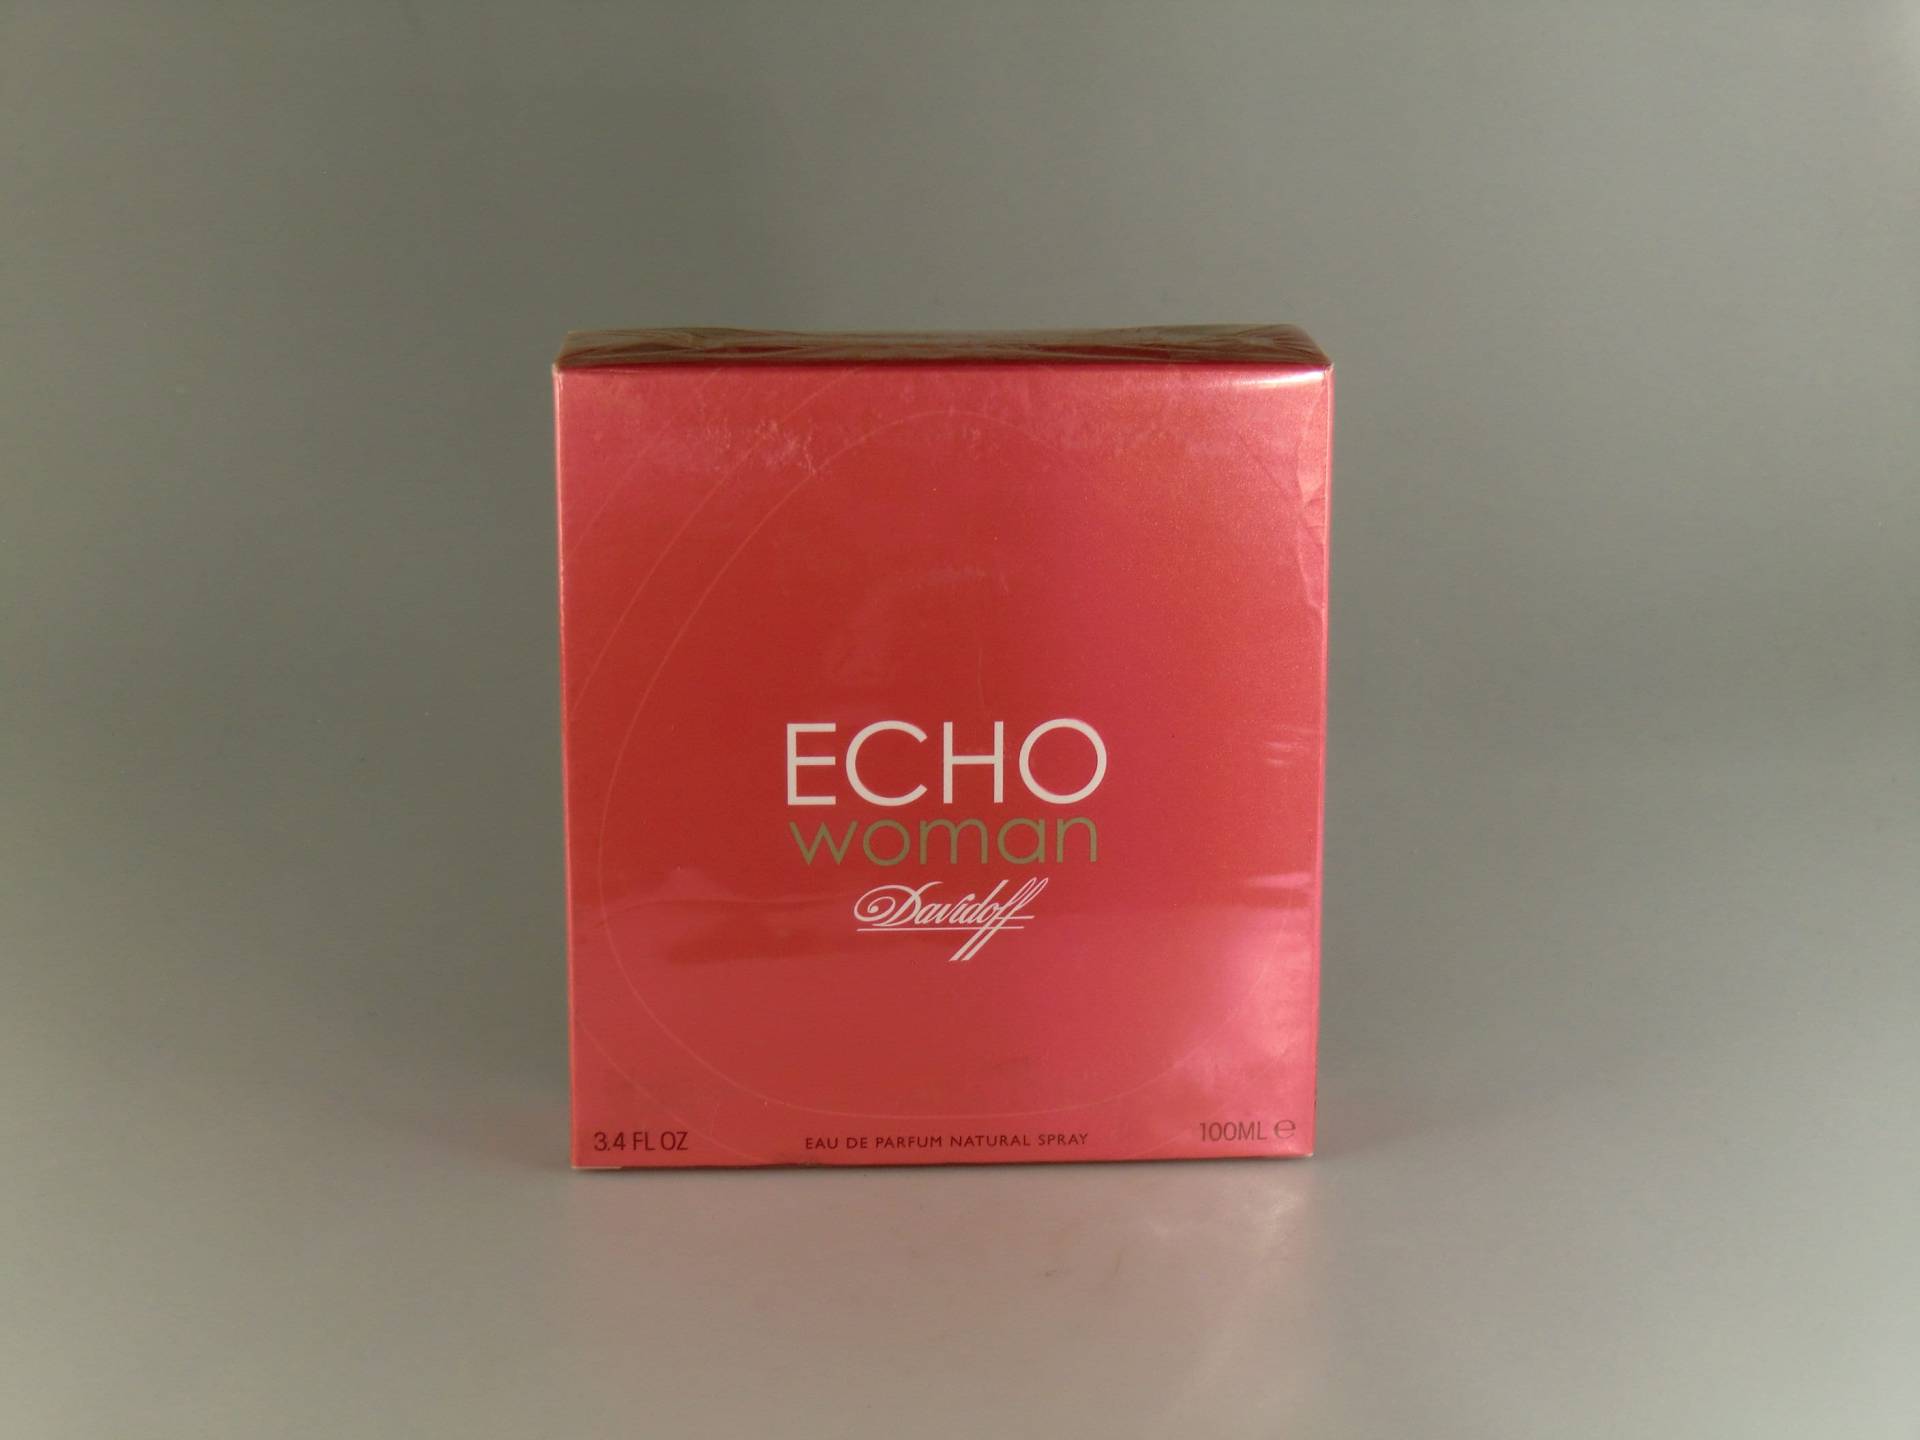 ECHO
woman
Davidoff
3.4 FL OZ
EAU DE PARFUM NATURAL SPRAY
100ML ℮